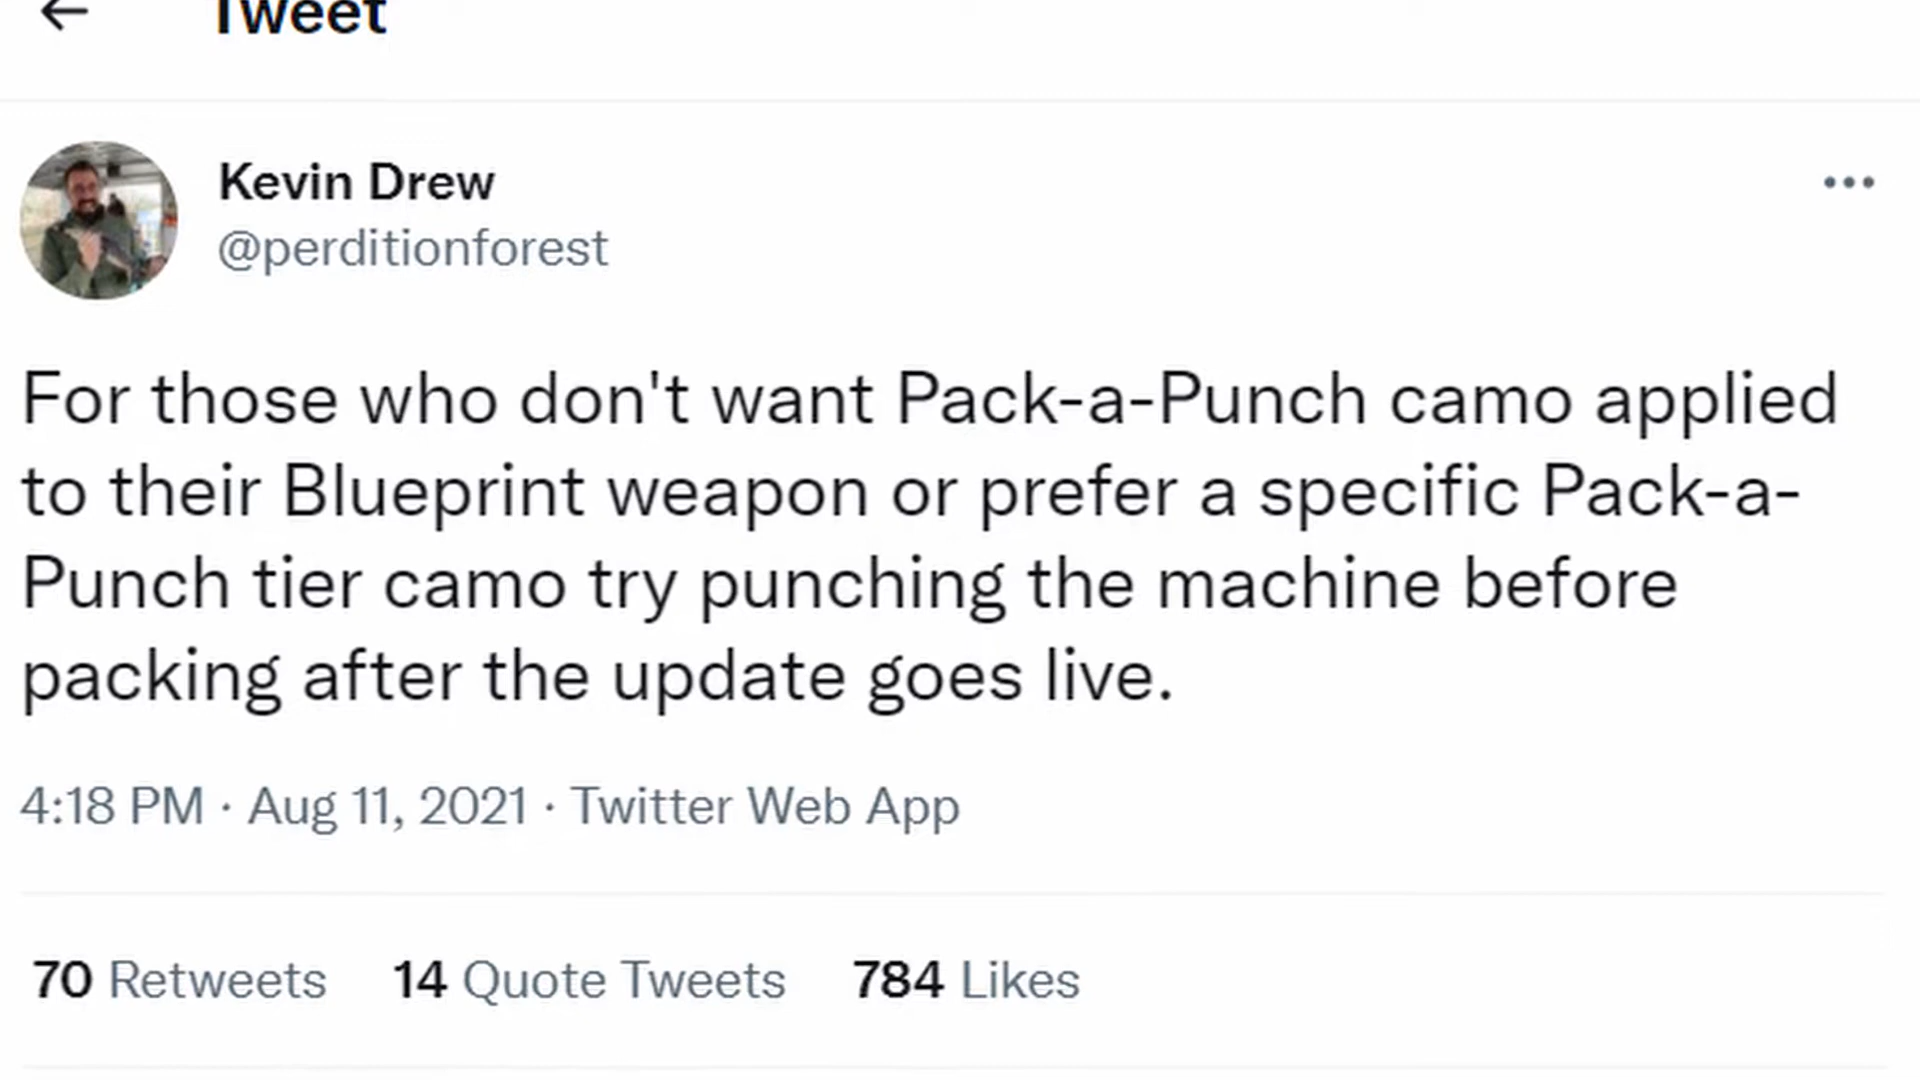 Tweet
Kevin Drew
@perditionforest
For those who don't want Pack-a-Punch camo applied
to their Blueprint weapon or prefer a specific Pack-a-
Punch tier camo try punching the machine before
packing after the update goes live.
4:18 PM · Aug 11, 2021 · Twitter Web App
70 Retweets 14 Quote Tweets 784 Likes